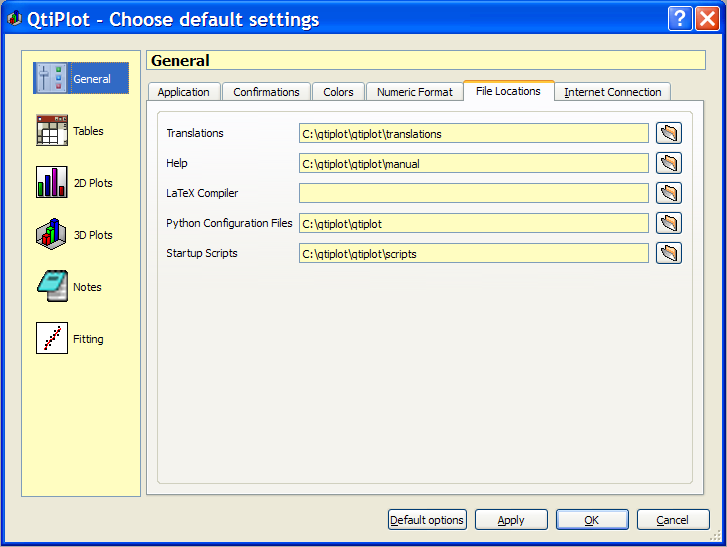 QtiPlot - Choose default settings
General
Tables
2D Plots
3D Plots
Notes
Fitting
General
Application Confirmations Colors Numeric Format File Locations Internet Connection
Translations C:\qtiplot\qtiplot\translations
Help C:\qtiplot\qtiplot\manual
LaTeX Compiler
Python Configuration Files C:\qtiplot\qtiplot
Startup Scripts C:\qtiplot\qtiplot\scripts
Default options Apply OK Cancel